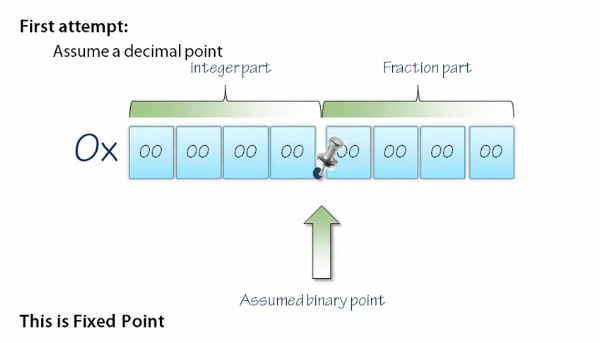 First attempt:
Assume a decimal point
integer part Fraction part
0x 00 00 00 00 00 00 00 00
Assumed binary point
This is Fixed Point